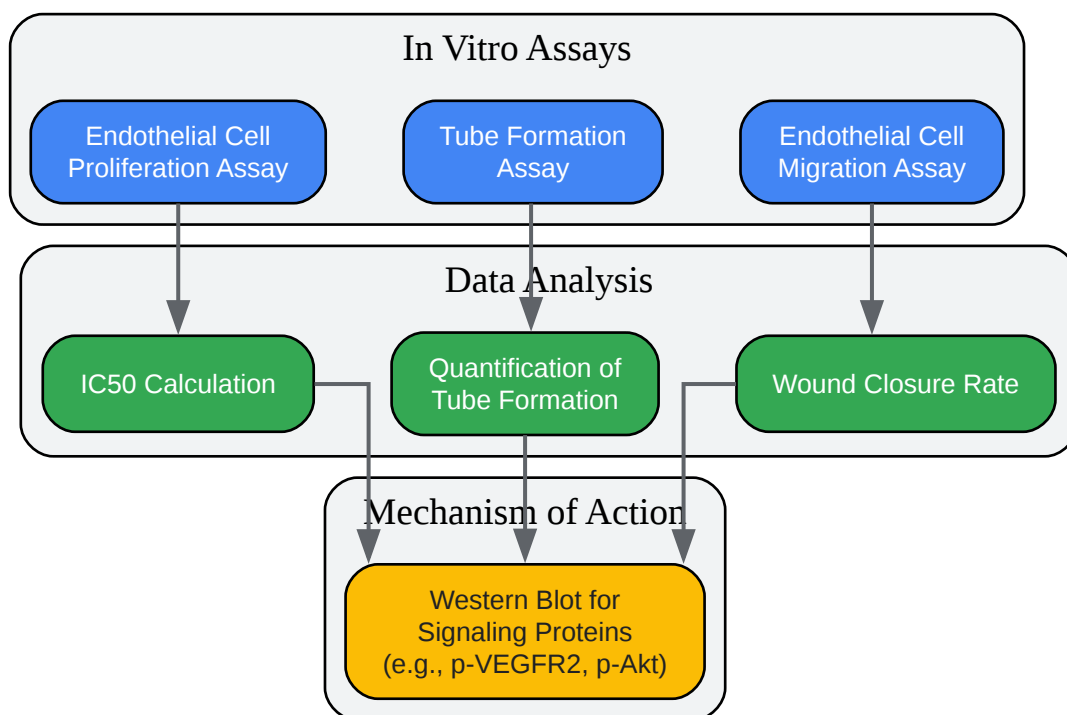 In Vitro Assays
Endothelial Cell
Proliferation Assay
Tube Formation
Assay
Endothelial Cell
Migration Assay
Data Analysis
IC50 Calculation
Quantification of
Tube Formation
Wound Closure Rate
Mechanism of Action
Western Blot for
Signaling Proteins
(e.g., p-VEGFR2, p-Akt)